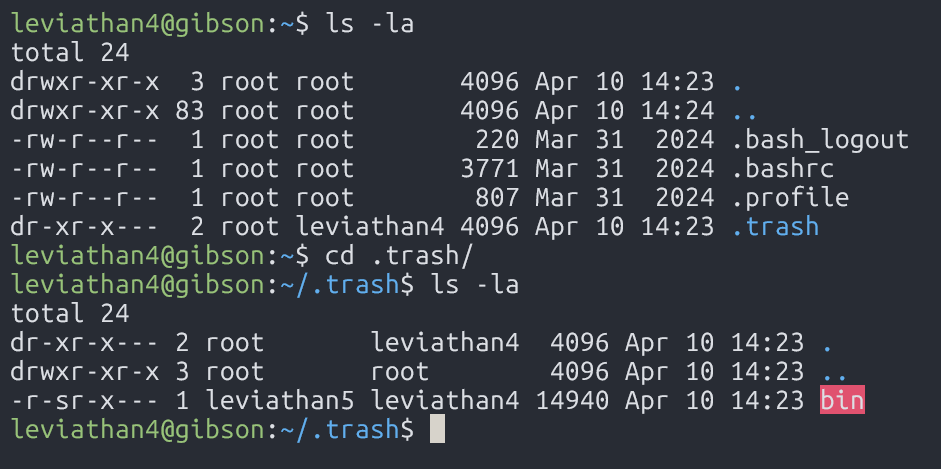 leviathan4@gibson:~$ ls -la
total 24
drwxr-xr-x  3 root root       4096 Apr 10 14:23 .
drwxr-xr-x 83 root root       4096 Apr 10 14:24 ..
-rw-r--r--  1 root root        220 Mar 31  2024 .bash_logout
-rw-r--r--  1 root root       3771 Mar 31  2024 .bashrc
-rw-r--r--  1 root root        807 Mar 31  2024 .profile
dr-xr-x---  2 root leviathan4 4096 Apr 10 14:23 .trash
leviathan4@gibson:~$ cd .trash/
leviathan4@gibson:~/.trash$ ls -la
total 24
dr-xr-x--- 2 root       leviathan4  4096 Apr 10 14:23 .
drwxr-xr-x 3 root       root        4096 Apr 10 14:23 ..
-r-sr-x--- 1 leviathan5 leviathan4 14940 Apr 10 14:23 bin
leviathan4@gibson:~/.trash$